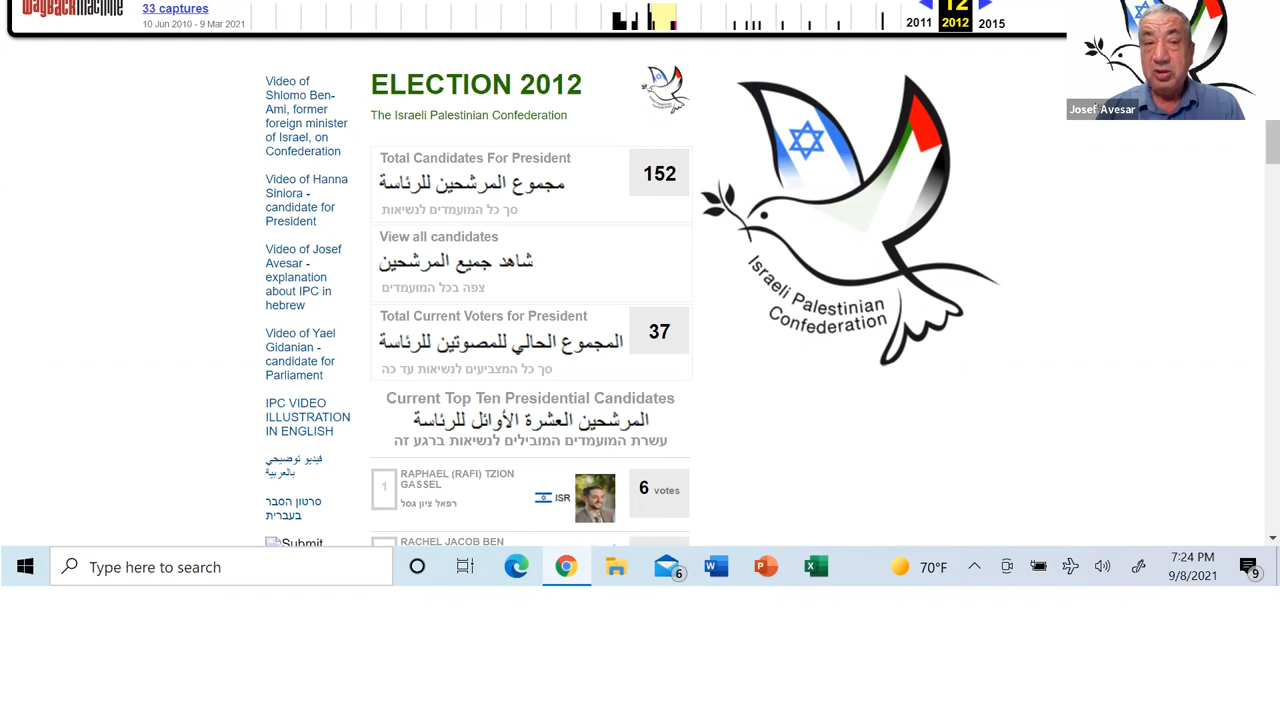 WayBackMachine
33 captures
10 Jun 2010 - 9 Mar 2021
12
2011
2012
2015
Josef Avesar
Video of
Shlomo Ben-
Ami, former
foreign minister
of Israel, on
Confederation
Video of Hanna
Siniora -
candidate for
President
Video of Josef
Avesar -
explanation
about IPC in
hebrew
Video of Yael
Gidanian -
candidate for
Parliament
IPC VIDEO
ILLUSTRATION
IN ENGLISH
فيديو توضيحي
بالعربية
סרטון הסבר
בעברית
Submit
ELECTION 2012
The Israeli Palestinian Confederation
Total Candidates For President
مجموع المرشحين للرئاسة
סך כל המועמדים לנשיאות
152
View all candidates
شاهد جميع المرشحين
צפה בכל המועמדים
Total Current Voters for President
المجموع الحالي للمصوتين للرئاسة
סך כל המצביעים לנשיאות עד כה
37
Current Top Ten Presidential Candidates
المرشحين العشرة الأوائل للرئاسة
עשרת המועמדים המובילים לנשיאות ברגע זה
1
RAPHAEL (RAFI) TZION
GASSEL
רפאל ציון גסל
ISR
6 votes
RACHEL JACOB BEN
Israeli Palestinian
Confederation
Type here to search
6
70°F
7:24 PM
9/8/2021
9